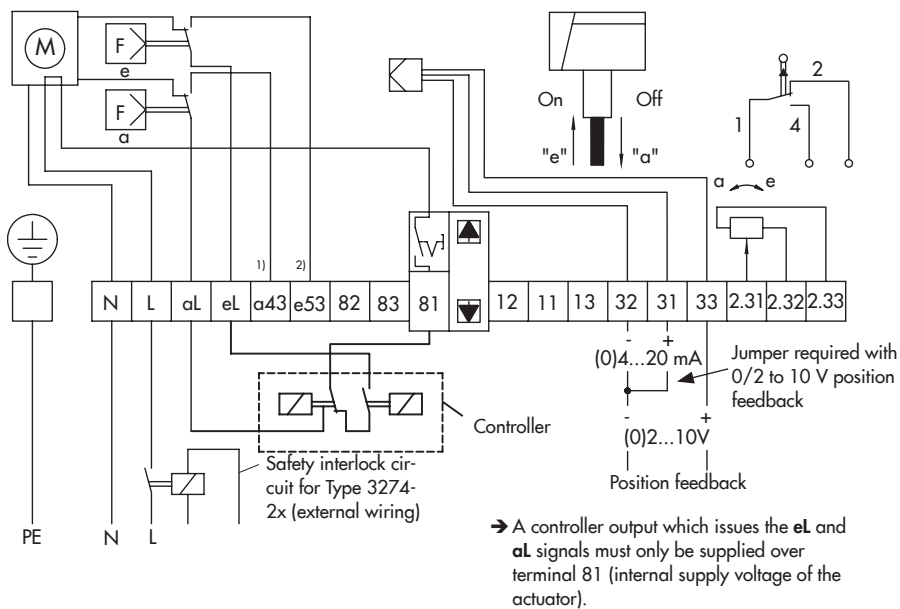 M
F
e
F
a
On
Off
"e"
"a"
2
1
4
a
e
1)
2)
N
L
aL
eL
a43
e53
82
83
81
12
11
13
32
31
33
2.31
2.32
2.33
- +
(0)4...20 mA
Jumper required with
0/2 to 10 V position
feedback
- +
(0)2...10V
Position feedback
Controller
Safety interlock cir-
cuit for Type 3274-
2x (external wiring)
PE
N
L
➔ A controller output which issues the eL and
aL signals must only be supplied over
terminal 81 (internal supply voltage of the
actuator).